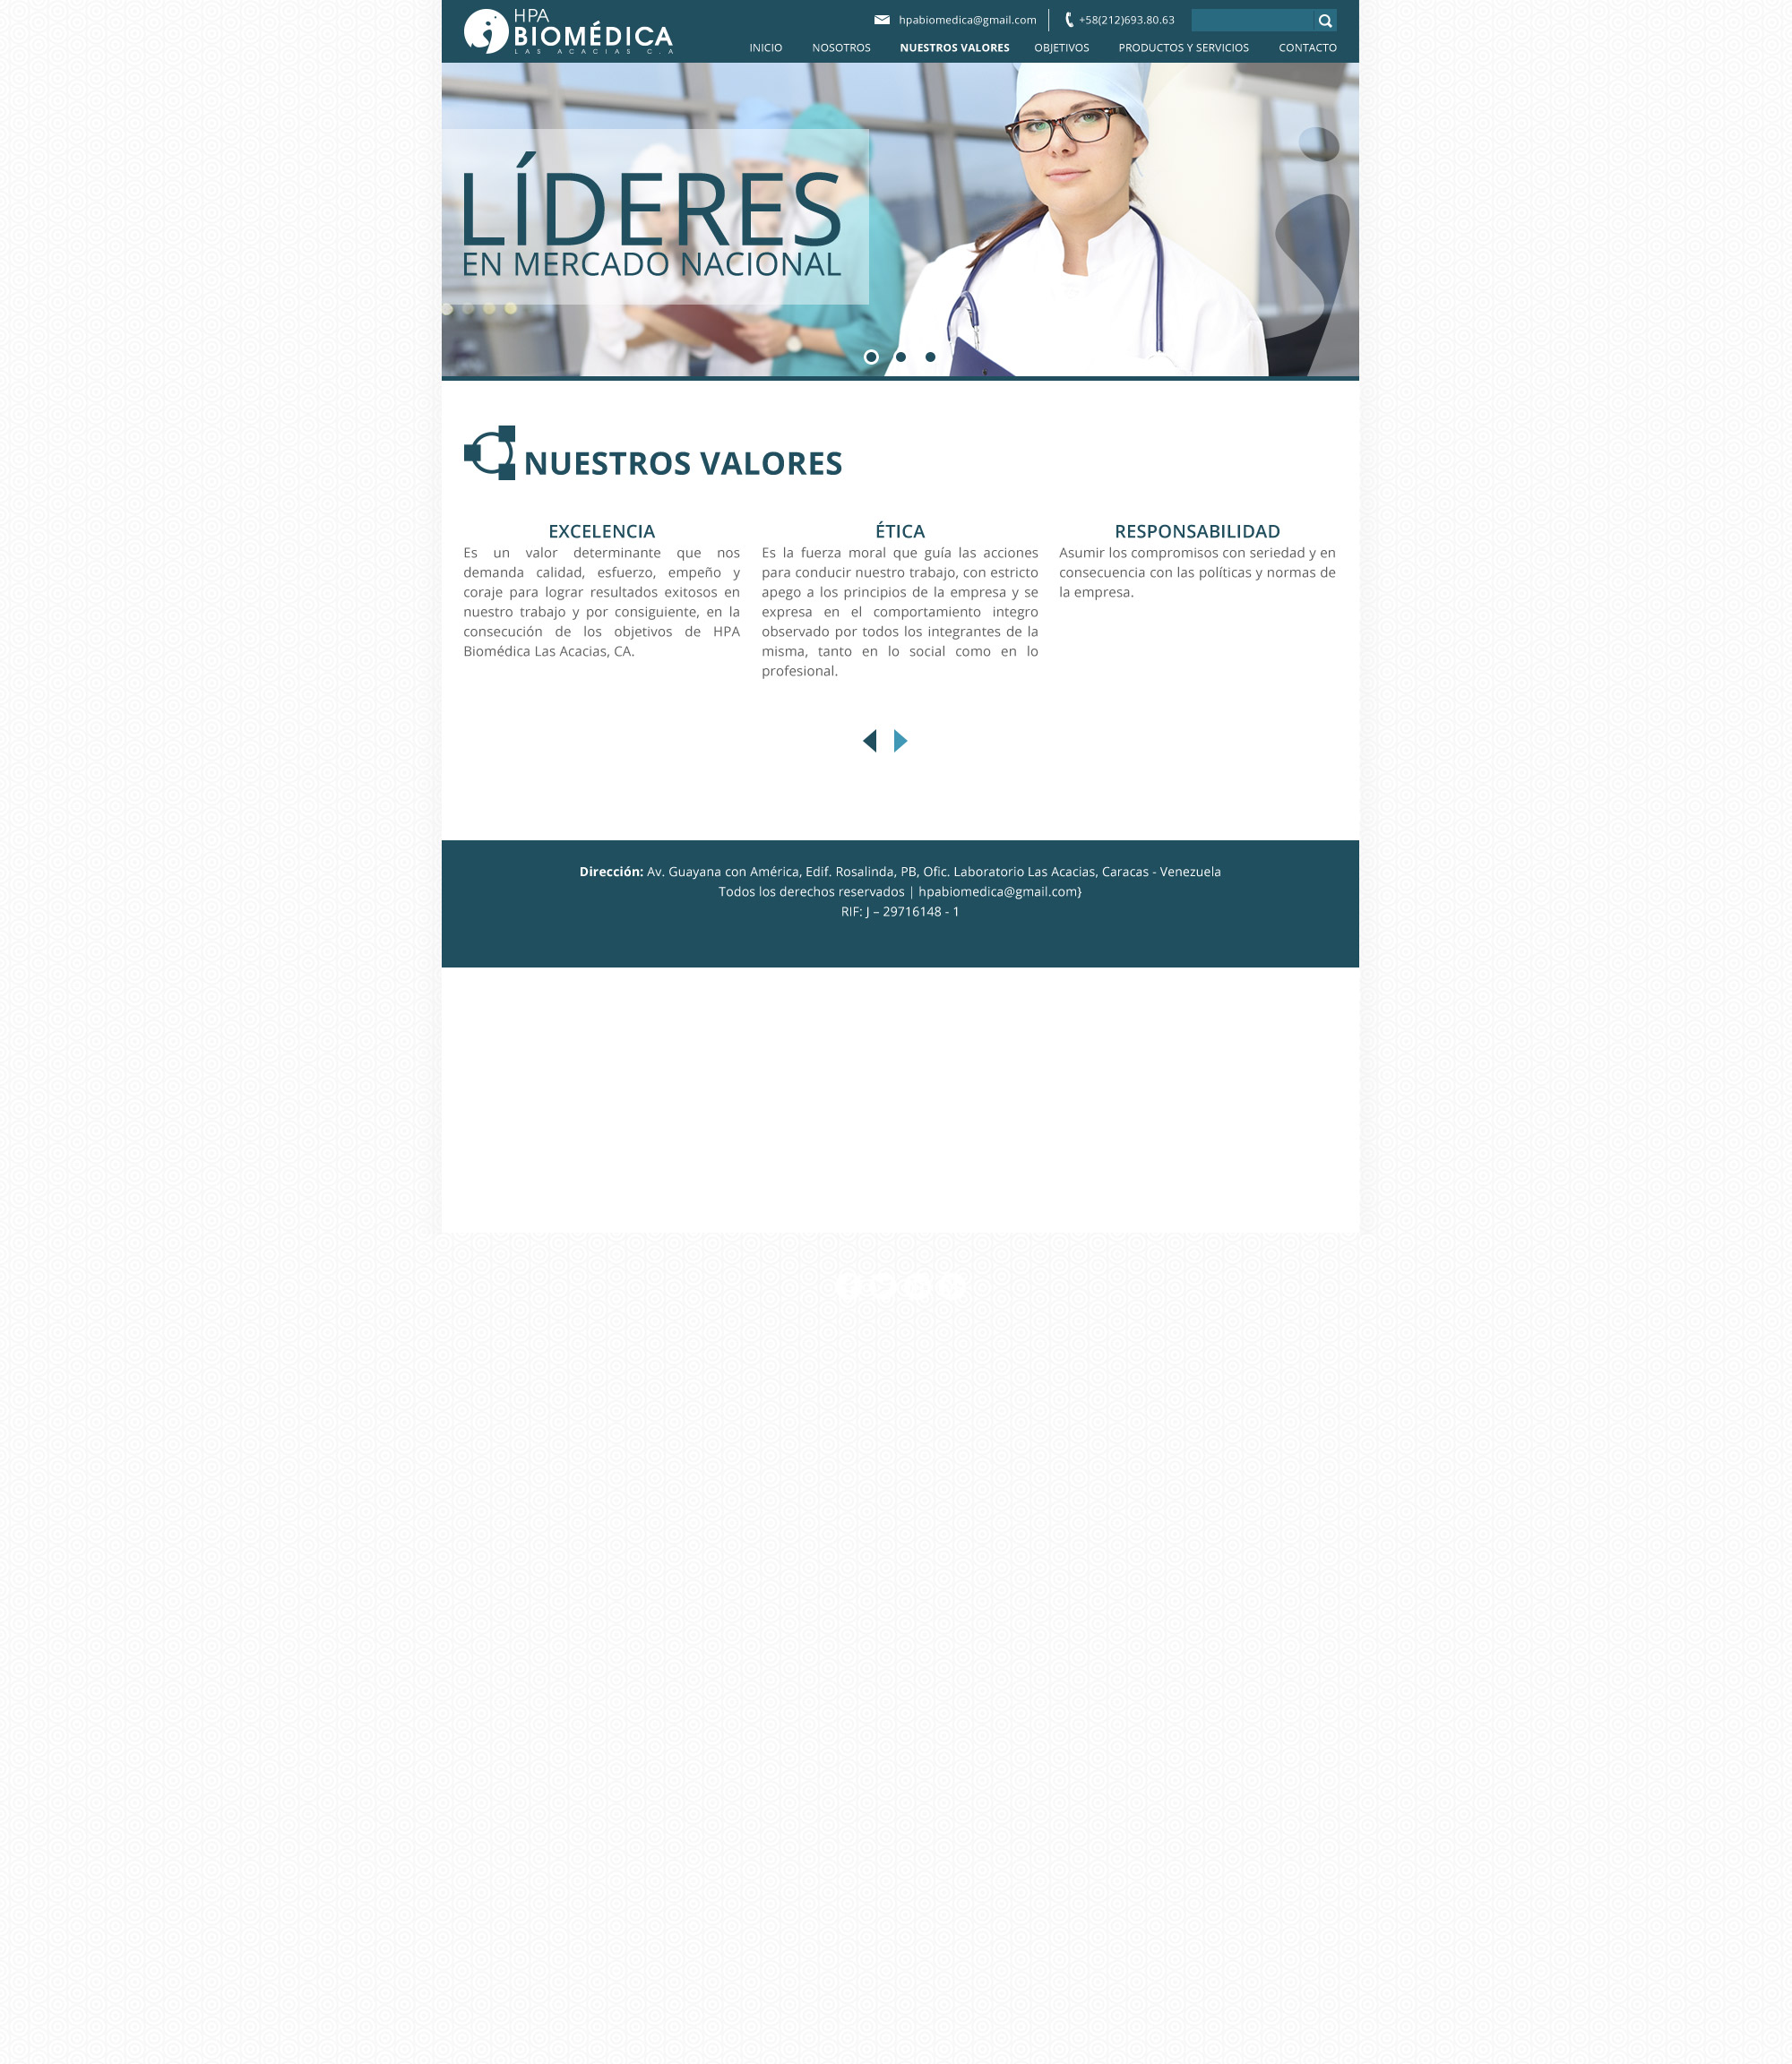 HPA
BIOMÉDICA
LAS ACACIAS C.A
hpabiomedica@gmail.com
+58(212)693.80.63
INICIO NOSOTROS NUESTROS VALORES OBJETIVOS PRODUCTOS Y SERVICIOS CONTACTO
LÍDERES
EN MERCADO NACIONAL
NUESTROS VALORES
EXCELENCIA
Es un valor determinante que nos
demanda calidad, esfuerzo, empeño y
coraje para lograr resultados exitosos en
nuestro trabajo y por consiguiente, en la
consecución de los objetivos de HPA
Biomédica Las Acacias, CA.
ÉTICA
Es la fuerza moral que guía las acciones
para conducir nuestro trabajo, con estricto
apego a los principios de la empresa y se
expresa en el comportamiento integro
observado por todos los integrantes de la
misma, tanto en lo social como en lo
profesional.
RESPONSABILIDAD
Asumir los compromisos con seriedad y en
consecuencia con las políticas y normas de
la empresa.
Dirección: Av. Guayana con América, Edif. Rosalinda, PB, Ofic. Laboratorio Las Acacias, Caracas - Venezuela
Todos los derechos reservados | hpabiomedica@gmail.com}
RIF: J – 29716148 - 1